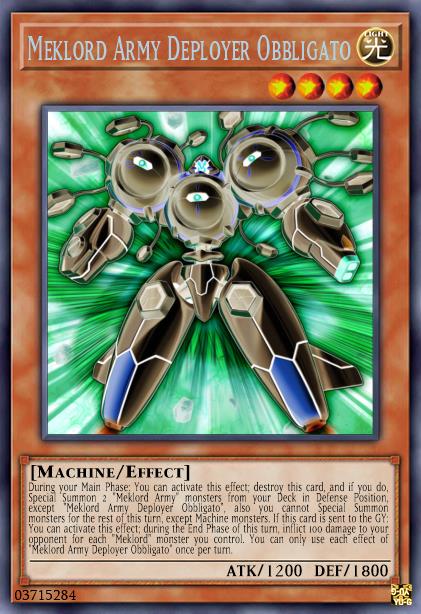 MEKLORD ARMY DEPLOYER OBBLIGATO
LIGHT
光
[MACHINE/EFFECT]
During your Main Phase: You can activate this effect; destroy this card, and if you do,
Special Summon 2 "Meklord Army" monsters from your Deck in Defense Position,
except "Meklord Army Deployer Obbligato", also you cannot Special Summon
monsters for the rest of this turn, except Machine monsters. If this card is sent to the GY:
You can activate this effect; during the End Phase of this turn, inflict 100 damage to your
opponent for each "Meklord" monster you control. You can only use each effect of
"Meklord Army Deployer Obbligato" once per turn.
ATK/1200 DEF/1800
03715284